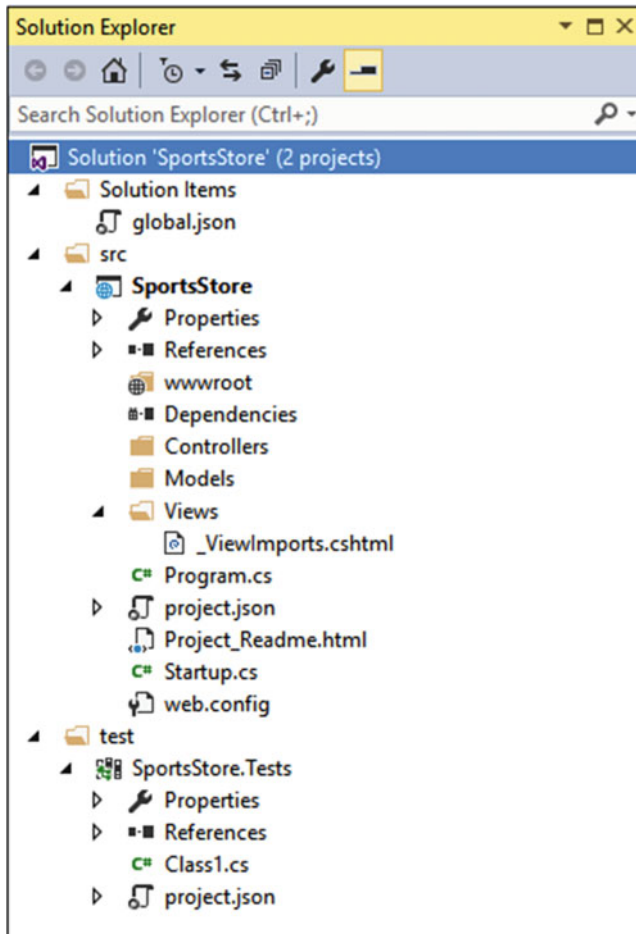 Solution Explorer
Search Solution Explorer (Ctrl+;)
Solution 'SportsStore' (2 projects)
Solution Items
global.json
src
SportsStore
Properties
References
wwwroot
Dependencies
Controllers
Models
Views
_ViewImports.cshtml
C# Program.cs
project.json
Project_Readme.html
C# Startup.cs
web.config
test
SportsStore.Tests
Properties
References
C# Class1.cs
project.json